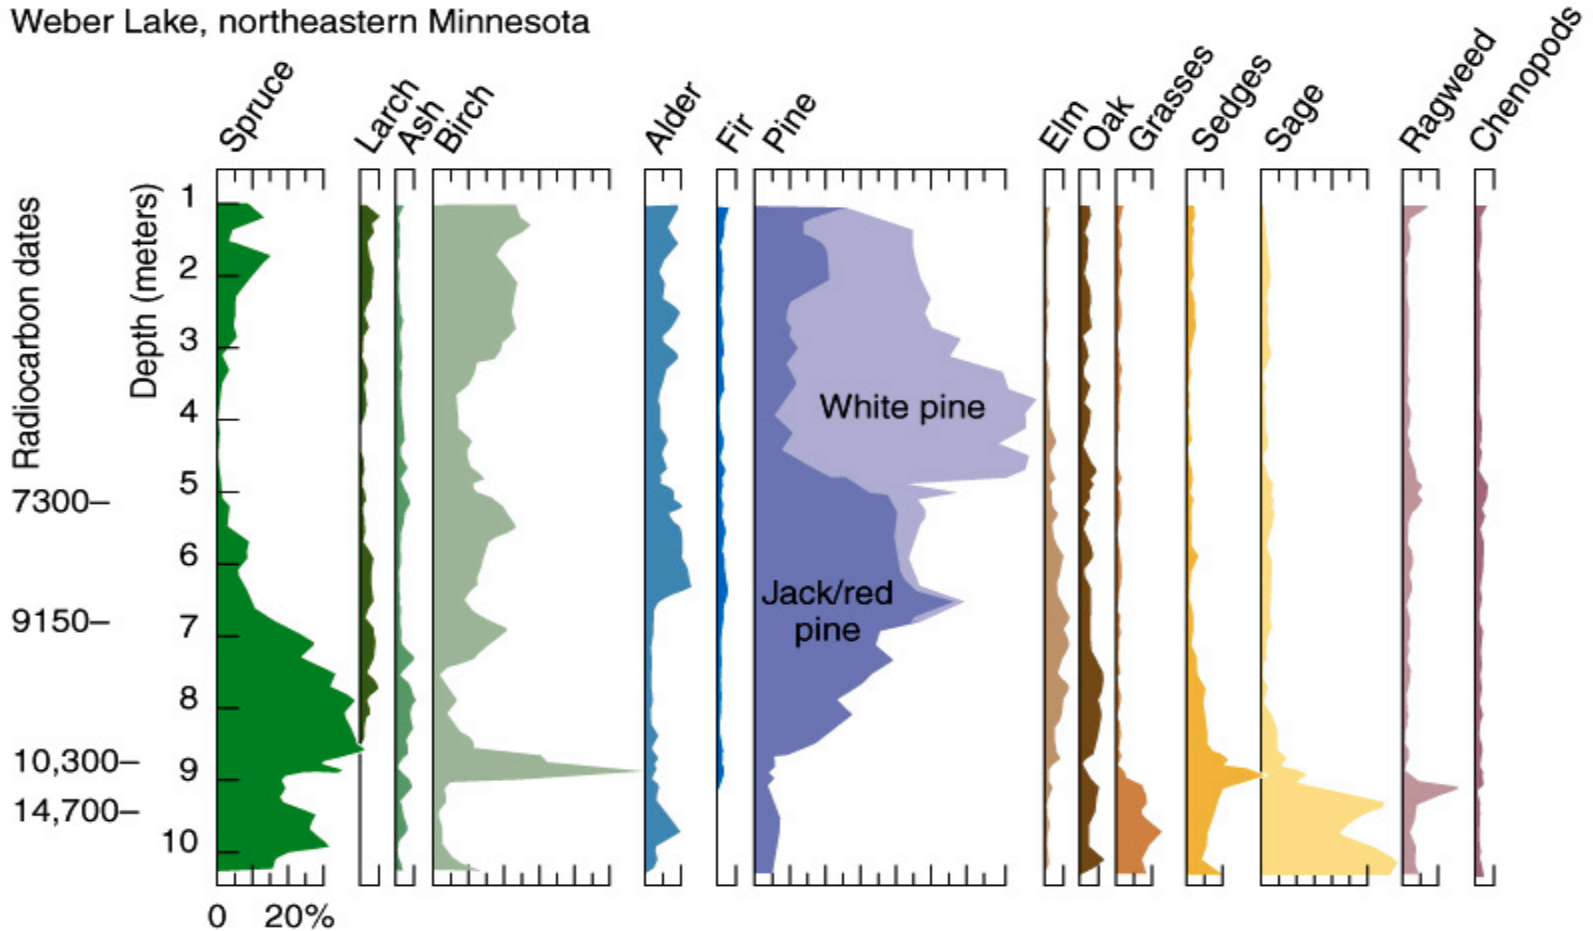 Weber Lake, northeastern Minnesota
Spruce
Larch
Ash
Birch
Alder
Fir
Pine
Elm
Oak
Grasses
Sedges
Sage
Ragweed
Chenopods
Radiocarbon dates
Depth (meters)
1
2
3
4
5
6
7
8
9
10
7300–
9150–
10,300–
14,700–
White pine
Jack/red
pine
0 20%